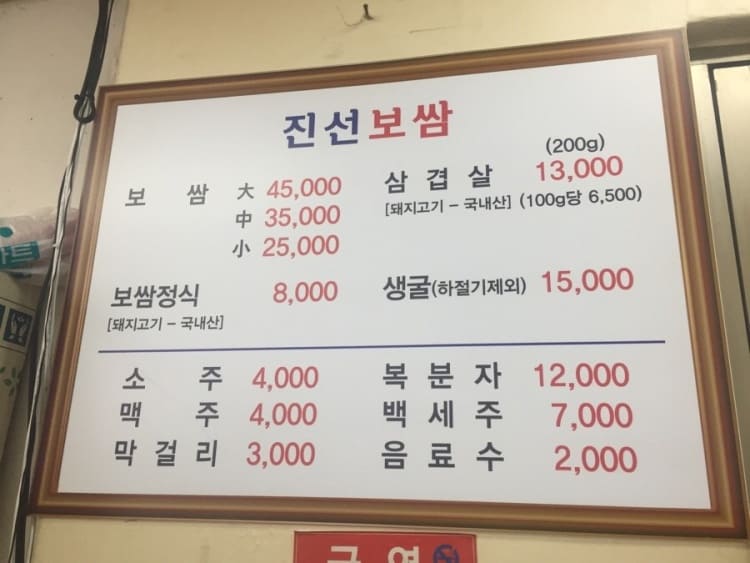 진선보쌈
보 쌈 大 45,000
中 35,000
小 25,000
보쌈정식 8,000
[돼지고기 – 국내산]
(200g)
삼 겹 살 13,000
[돼지고기 – 국내산] (100g당 6,500)
생굴(하절기제외) 15,000
소 주 4,000
맥 주 4,000
막 걸 리 3,000
복 분 자 12,000
백 세 주 7,000
음 료 수 2,000